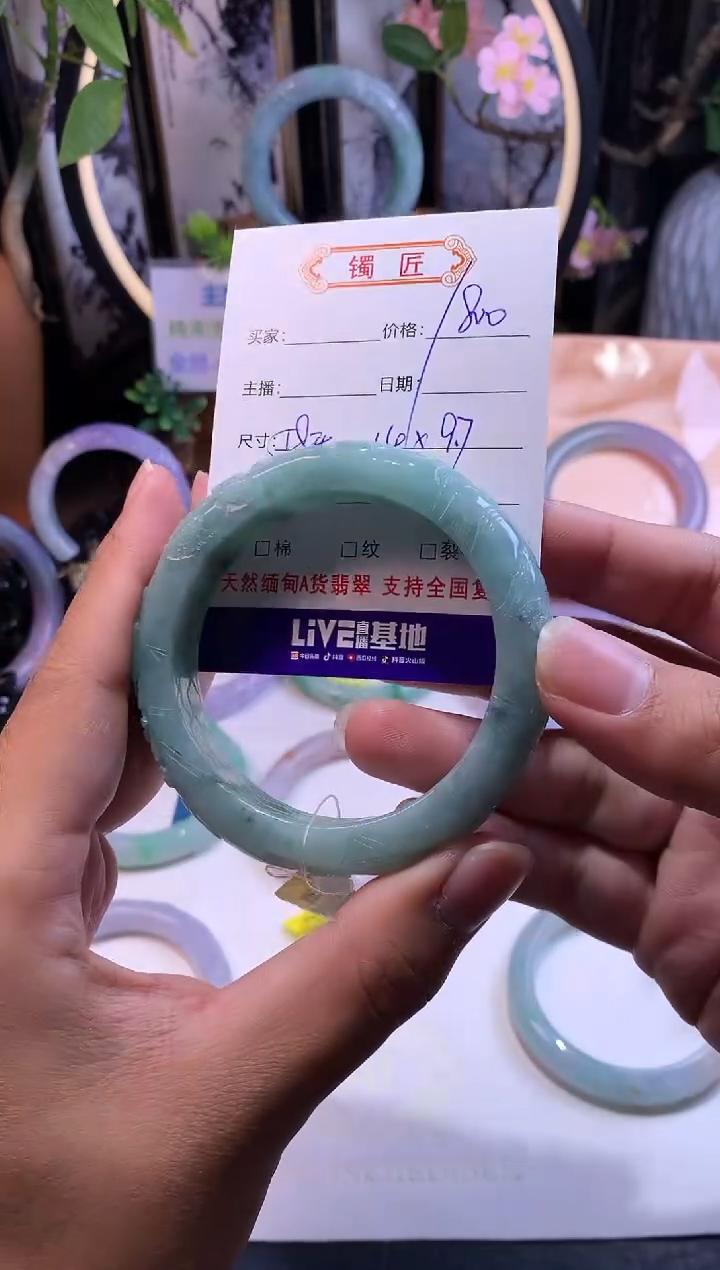 镯 匠
买家: 价格: 800
主播: 日期:
尺寸:
x 9.7
□棉 □纹 □裂
天然缅甸A货翡翠 支持全国复
LiVE直播基地